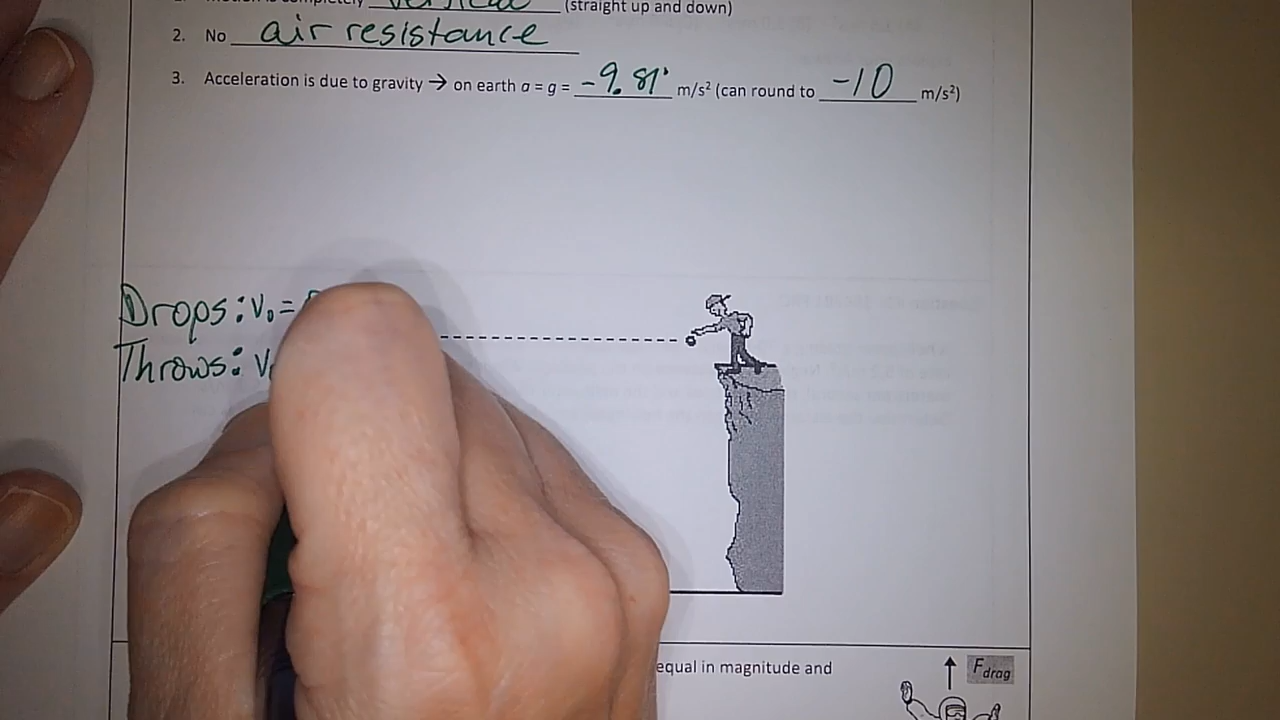 vertical (straight up and down)
2. No air resistance
3. Acceleration is due to gravity → on earth a = g = -9.81 m/s² (can round to -10 m/s²)
Drops: v₀ =
Throws: v
equal in magnitude and
F drag